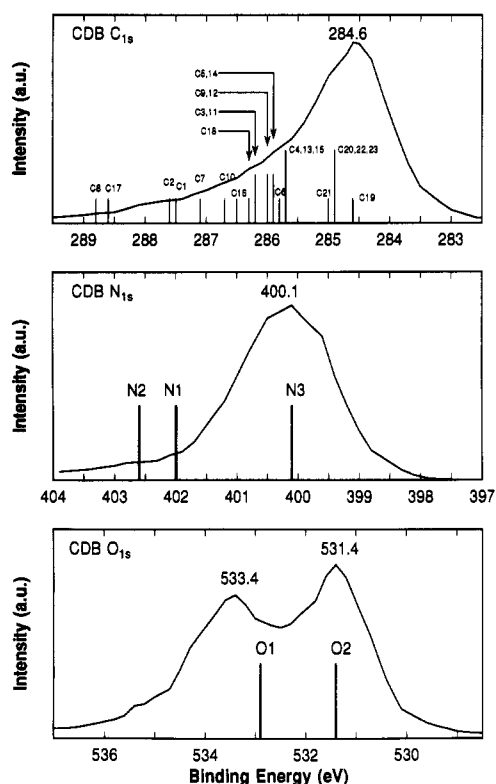 CDB C1s
284.6
C5,14
C9,12
C3,11
C18
C4,13,15
C20,22,23
C8
C17
C2
C1
C7
C10
C16
C6
C21
C19
Intensity (a.u.)
289 288 287 286 285 284 283
CDB N1s
400.1
N2 N1 N3
Intensity (a.u.)
404 403 402 401 400 399 398 397
CDB O1s
533.4
531.4
O1 O2
Intensity (a.u.)
536 534 532 530
Binding Energy (eV)